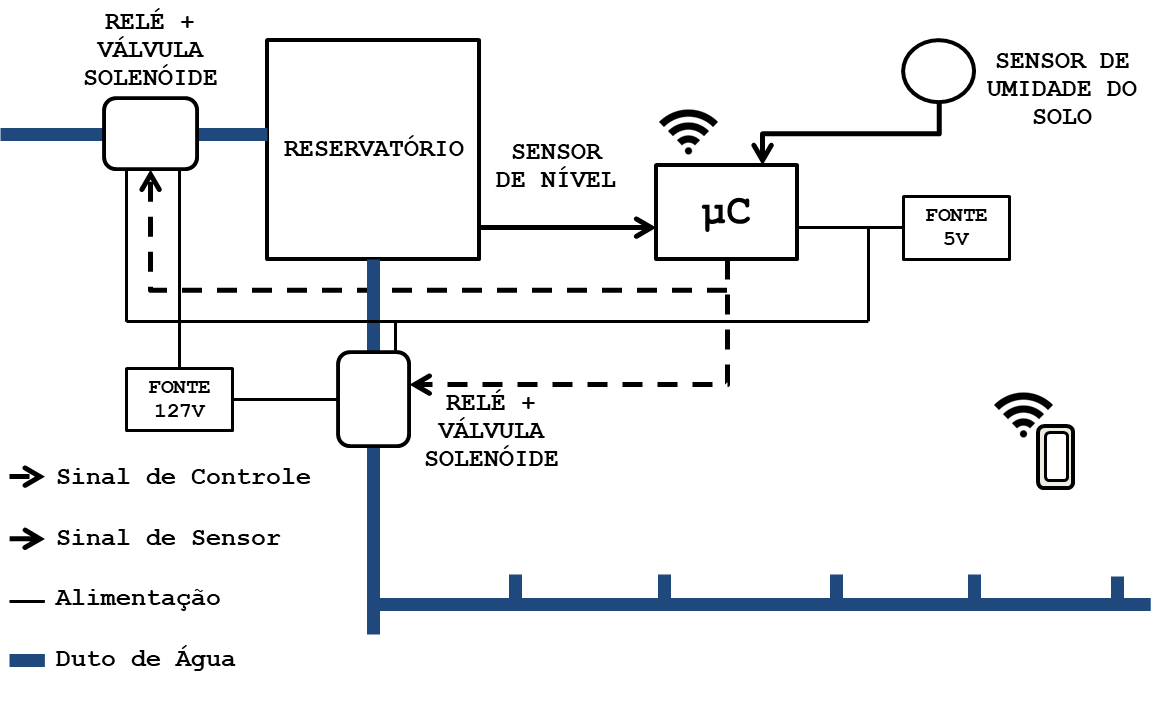 RELÉ +
VÁLVULA
SOLENÓIDE
RESERVATÓRIO
SENSOR
DE NÍVEL
µC
SENSOR DE
UMIDADE DO
SOLO
FONTE
5V
FONTE
127V
RELÉ +
VÁLVULA
SOLENÓIDE
Sinal de Controle
Sinal de Sensor
Alimentação
Duto de Água